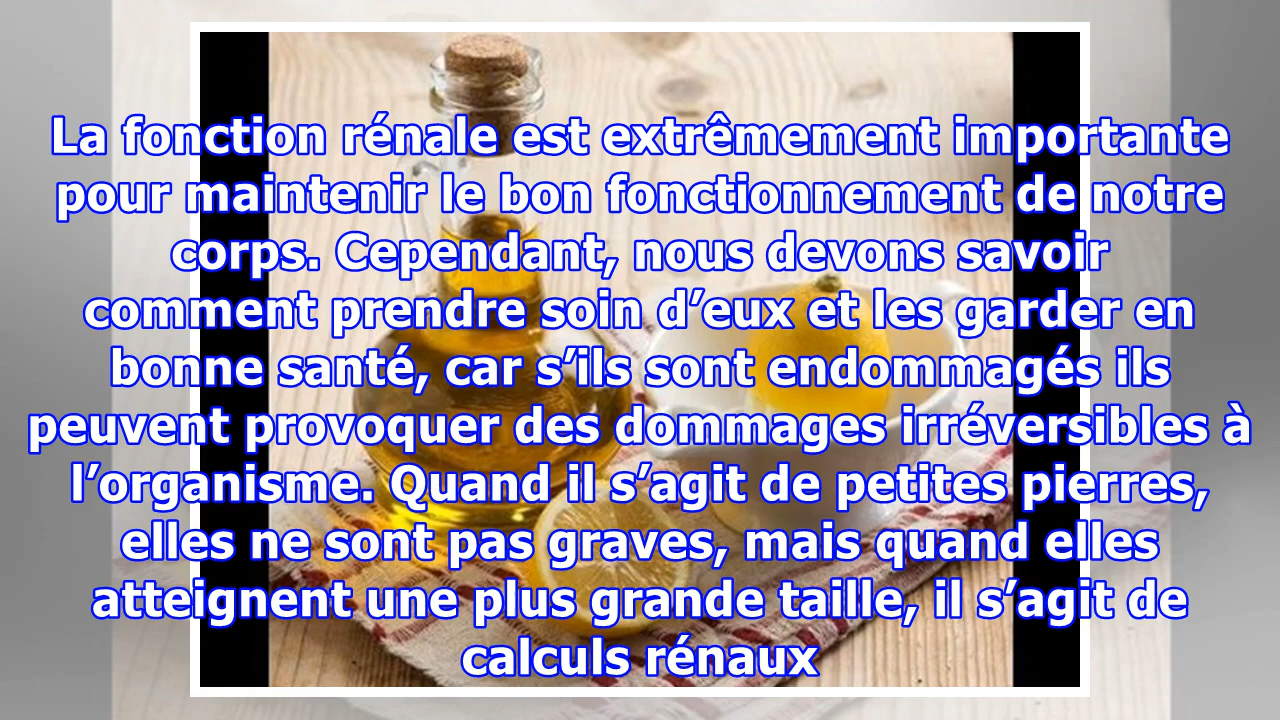 La fonction rénale est extrêmement importante
pour maintenir le bon fonctionnement de notre
corps. Cependant, nous devons savoir
comment prendre soin d’eux et les garder en
bonne santé, car s’ils sont endommagés ils
peuvent provoquer des dommages irréversibles à
l’organisme. Quand il s’agit de petites pierres,
elles ne sont pas graves, mais quand elles
atteignent une plus grande taille, il s’agit de
calculs rénaux